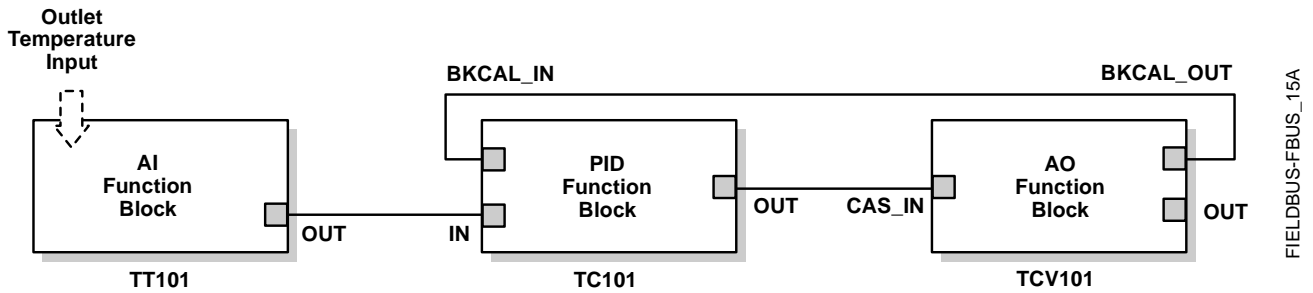 Outlet
Temperature
Input
BKCAL_IN
BKCAL_OUT
AI
Function
Block
PID
Function
Block
AO
Function
Block
OUT
IN
OUT
CAS_IN
OUT
TT101
TC101
TCV101
FIELDBUS-FBUS_15A